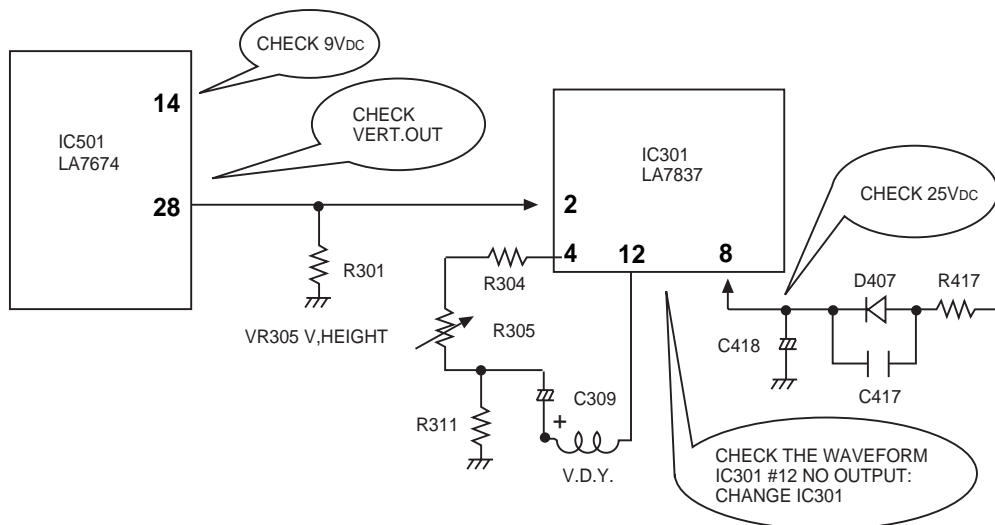 CHECK 9VDC
14
CHECK
VERT.OUT
IC501
LA7674
28
IC301
LA7837
CHECK 25VDC
2
4
12
8
R301
R304
VR305 V,HEIGHT
R305
D407
R417
C418
C417
R311
C309
+
V.D.Y.
CHECK THE WAVEFORM
IC301 #12 NO OUTPUT:
CHANGE IC301